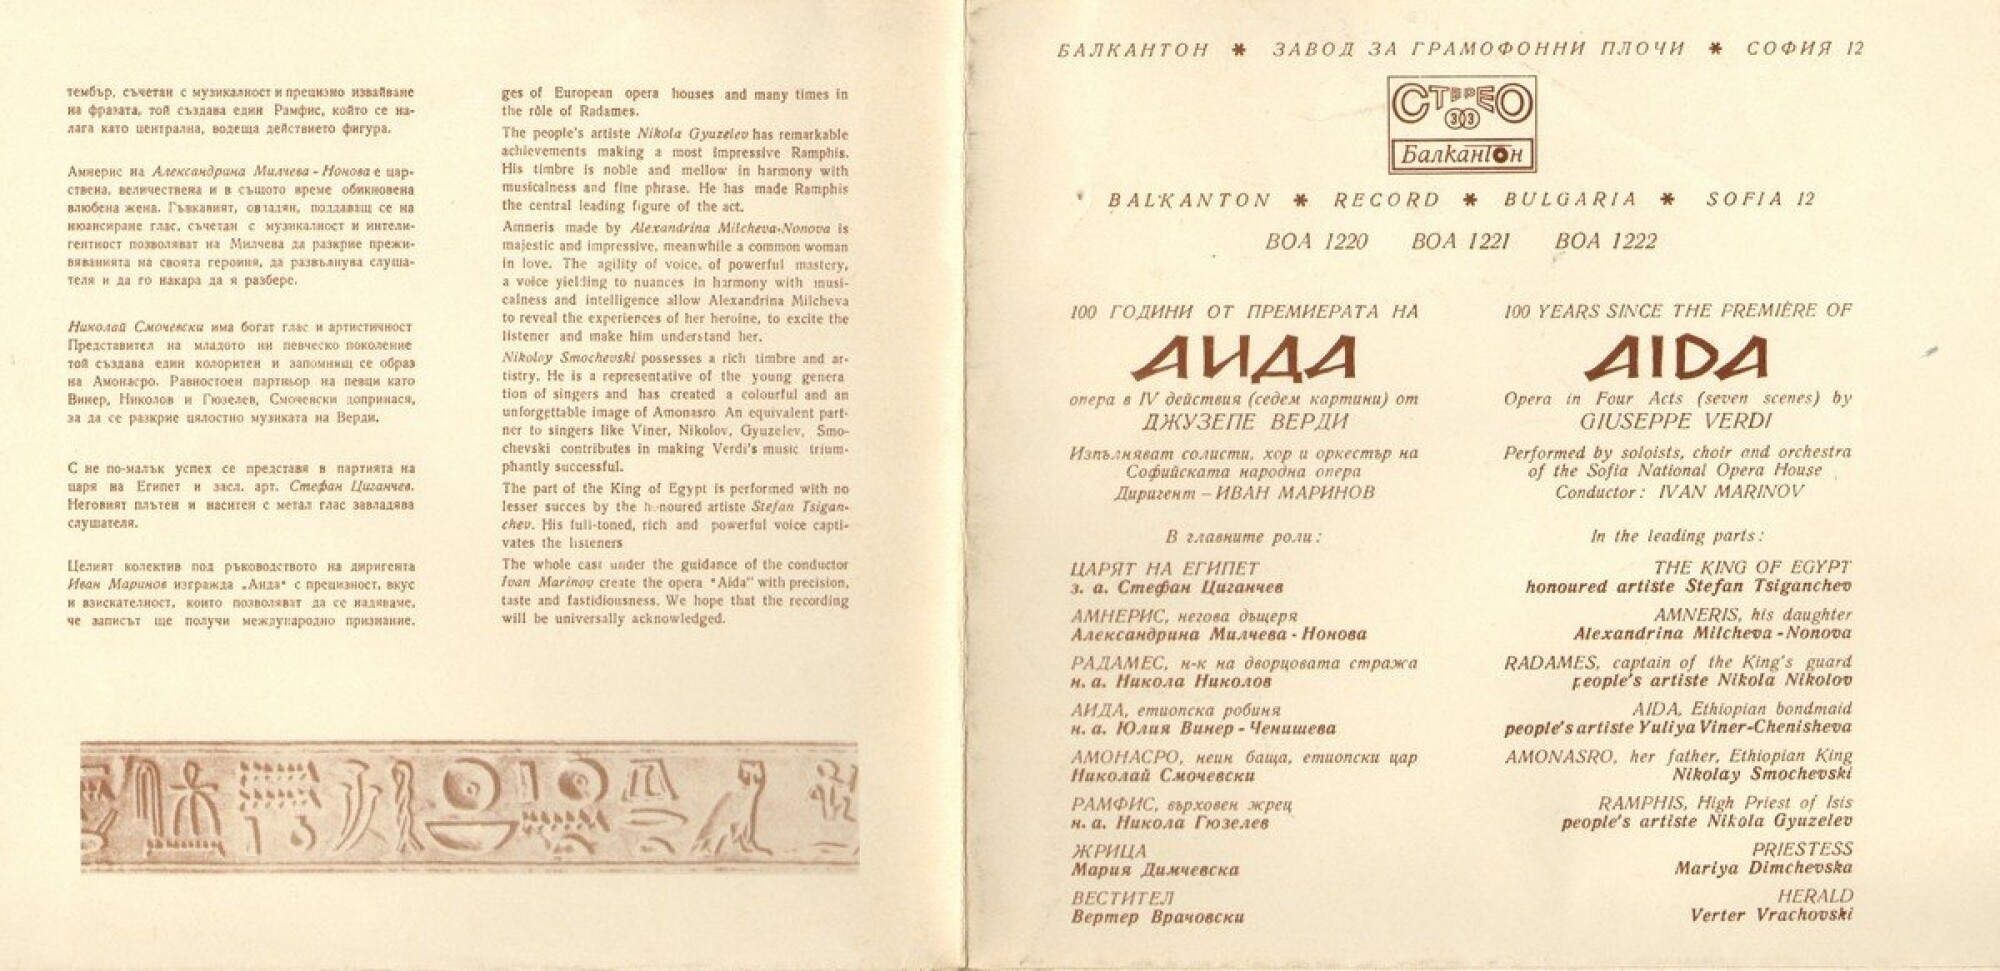 тембър, съчетан с музикалност и прецизно извайване
на фразата, той създава един Рамфис, който се на-
лага като централна, водеща действието фигура.
Амнерис на Александрина Милчева - Нонова е цар-
ствена, величествена и в същото време обикновена
влюбена жена. Гъвкавият, овладян, поддаващ се на
нюансиране глас, съчетан с музикалност и интели-
гентност позволяват на Милчева да разкрие прежи-
вяванията на своята героиня, да развълнува слуша-
теля и да го накара да я разбере.
Николай Смочевски има богат глас и артистичност
Представител на младото ни певческо поколение
той създава един колоритен и запомнящ се образ
на Амонасро. Равностоен партньор на певци като
Винер, Николов и Гюзелев, Смочевски допринася,
за да се разкрие цялостно музиката на Верди.
С не по-малък успех се представя в партията на
царя на Египет и засл. арт. Стефан Циганчев.
Неговият плътен и наситен с метал глас завладява
слушателя.
Целият колектив под ръководството на диригента
Иван Маринов изгражда „Аида“ с прецизност, вкус
и взискателност, които позволяват да се надяваме,
че записът ще получи международно признание.
ges of European opera houses and many times in
the rôle of Radames.
The people's artiste Nikola Gyuzelev has remarkable
achievements making a most impressive Ramphis.
His timbre is noble and mellow in harmony with
musicalness and fine phrase. He has made Ramphis
the central leading figure of the act.
Amneris made by Alexandrina Milcheva-Nonova is
majestic and impressive, meanwhile a common woman
in love. The agility of voice, of powerful mastery,
a voice yielding to nuances in harmony with musi-
calness and intelligence allow Alexandrina Milcheva
to reveal the experiences of her heroine, to excite the
listener and make him understand her.
Nikolay Smochevski possesses a rich timbre and ar-
tistry. He is a representative of the young genera
tion of singers and has created a colourful and an
unforgettable image of Amonasro. An equivalent part-
ner to singers like Viner, Nikolov, Gyuzelev, Smo-
chevski contributes in making Verdi's music trium-
phantly successful.
The part of the King of Egypt is performed with no
lesser succes by the honoured artiste Stefan Tsigan-
chev. His full-toned, rich and powerful voice capti-
vates the listeners
The whole cast under the guidance of the conductor
Ivan Marinov create the opera "Aida" with precision,
taste and fastidiousness. We hope that the recording
will be universally acknowledged.
БАЛКАНТОН * ЗАВОД ЗА ГРАМОФОННИ ПЛОЧИ * СОФИЯ 12
СТЕРЕО
33
Балкантон
BALKANTON * RECORD * BULGARIA * SOFIA 12
BOA 1220 BOA 1221 BOA 1222
100 ГОДИНИ ОТ ПРЕМИЕРАТА НА
АИДА
опера в IV действия (седем картини) от
ДЖУЗЕПЕ ВЕРДИ
Изпълняват солисти, хор и оркестър на
Софийската народна опера
Диригент – ИВАН МАРИНОВ
В главните роли :
ЦАРЯТ НА ЕГИПЕТ
з. а. Стефан Циганчев
АМНЕРИС, негова дъщеря
Александрина Милчева - Нонова
РАДАМЕС, н-к на дворцовата стража
н. а. Никола Николов
АИДА, етиопска робиня
н. а. Юлия Винер - Ченишева
АМОНАСРО, неин баща, етиопски цар
Николай Смочевски
РАМФИС, върховен жрец
н. а. Никола Гюзелев
ЖРИЦА
Мария Димчевска
ВЕСТИТЕЛ
Вертер Врачовски
100 YEARS SINCE THE PREMIÈRE OF
AIDA
Opera in Four Acts (seven scenes) by
GIUSEPPE VERDI
Performed by soloists, choir and orchestra
of the Sofia National Opera House
Conductor : IVAN MARINOV
In the leading parts :
THE KING OF EGYPT
honoured artiste Stefan Tsiganchev
AMNERIS, his daughter
Alexandrina Milcheva - Nonova
RADAMES, captain of the King's guard
people's artiste Nikola Nikolov
AIDA, Ethiopian bondmaid
people's artiste Yuliya Viner-Chenisheva
AMONASRO, her father, Ethiopian King
Nikolay Smochevski
RAMPHIS, High Priest of Isis
people's artiste Nikola Gyuzelev
PRIESTESS
Mariya Dimchevska
HERALD
Verter Vrachovski